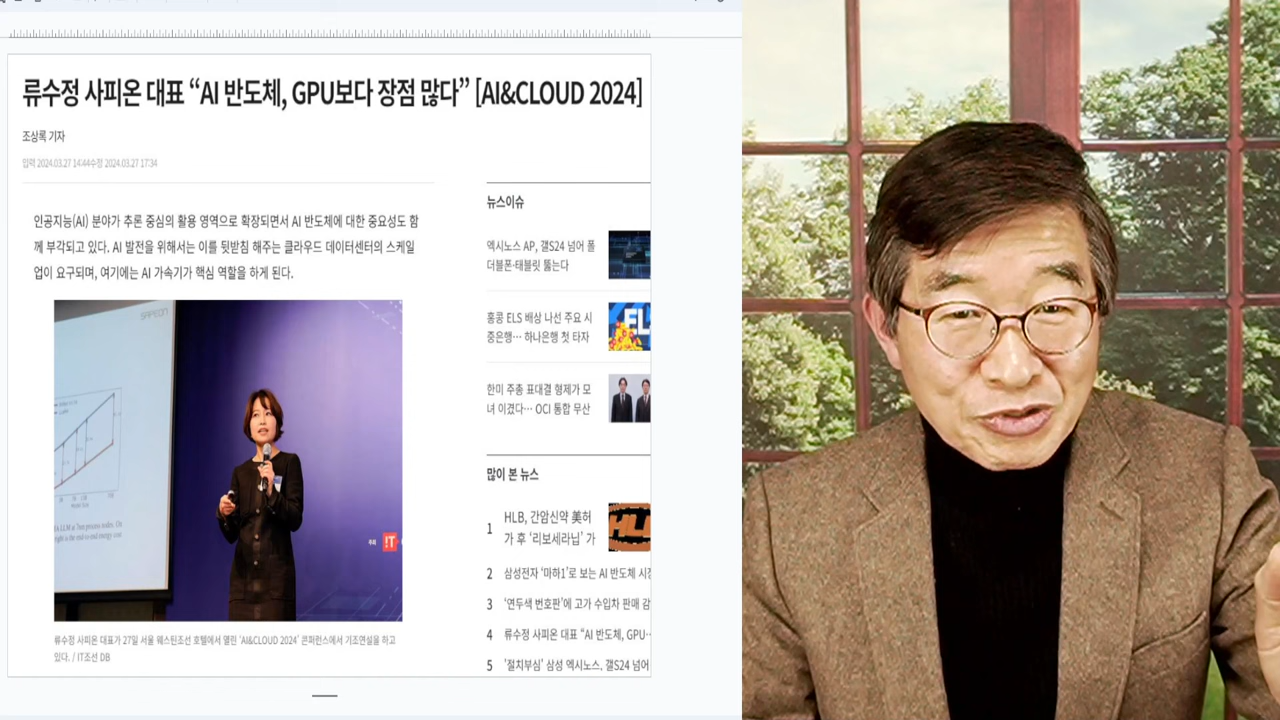 류수정 사피온 대표 “AI 반도체, GPU보다 장점 많다” [AI&CLOUD 2024]
조상록 기자
입력 2024.03.27 14:44수정 2024.03.27 17:34
인공지능(AI) 분야가 추론 중심의 활용 영역으로 확장되면서 AI 반도체에 대한 중요성도 함
께 부각되고 있다. AI 발전을 위해서는 이를 뒷받침 해주는 클라우드 데이터센터의 스케일
업이 요구되며, 여기에는 AI 가속기가 핵심 역할을 하게 된다.
SAPEON
주최 IT
류수정 사피온 대표가 27일 서울 웨스틴조선 호텔에서 열린 ‘AI&CLOUD 2024’ 콘퍼런스에서 기조연설을 하고
있다. / IT조선 DB
뉴스이슈
엑시노스 AP, 갤S24 넘어 폴
더블폰·태블릿 뚫는다
홍콩 ELS 배상 나선 주요 시
중은행… 하나은행 첫 타자
EL
한미 주총 표대결 형제가 모
녀 이겼다… OCI 통합 무산
많이 본 뉴스
1 HLB, 간암신약 美허
가 후 ‘리보세라닙’ 가
2 삼성전자 ‘마하1’로 보는 AI 반도체 시장
3 ‘연두색 번호판’에 고가 수입차 판매 감
4 류수정 사피온 대표 “AI 반도체, GPU…
5 ‘절치부심’ 삼성 엑시노스, 갤S24 넘어